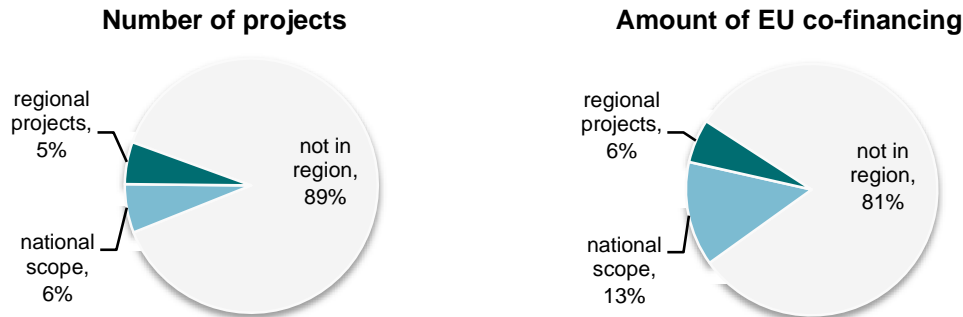 Number of projects
regional
projects,
5%
not in
region,
89%
national
scope,
6%
Amount of EU co-financing
regional
projects,
6%
not in
region,
81%
national
scope,
13%